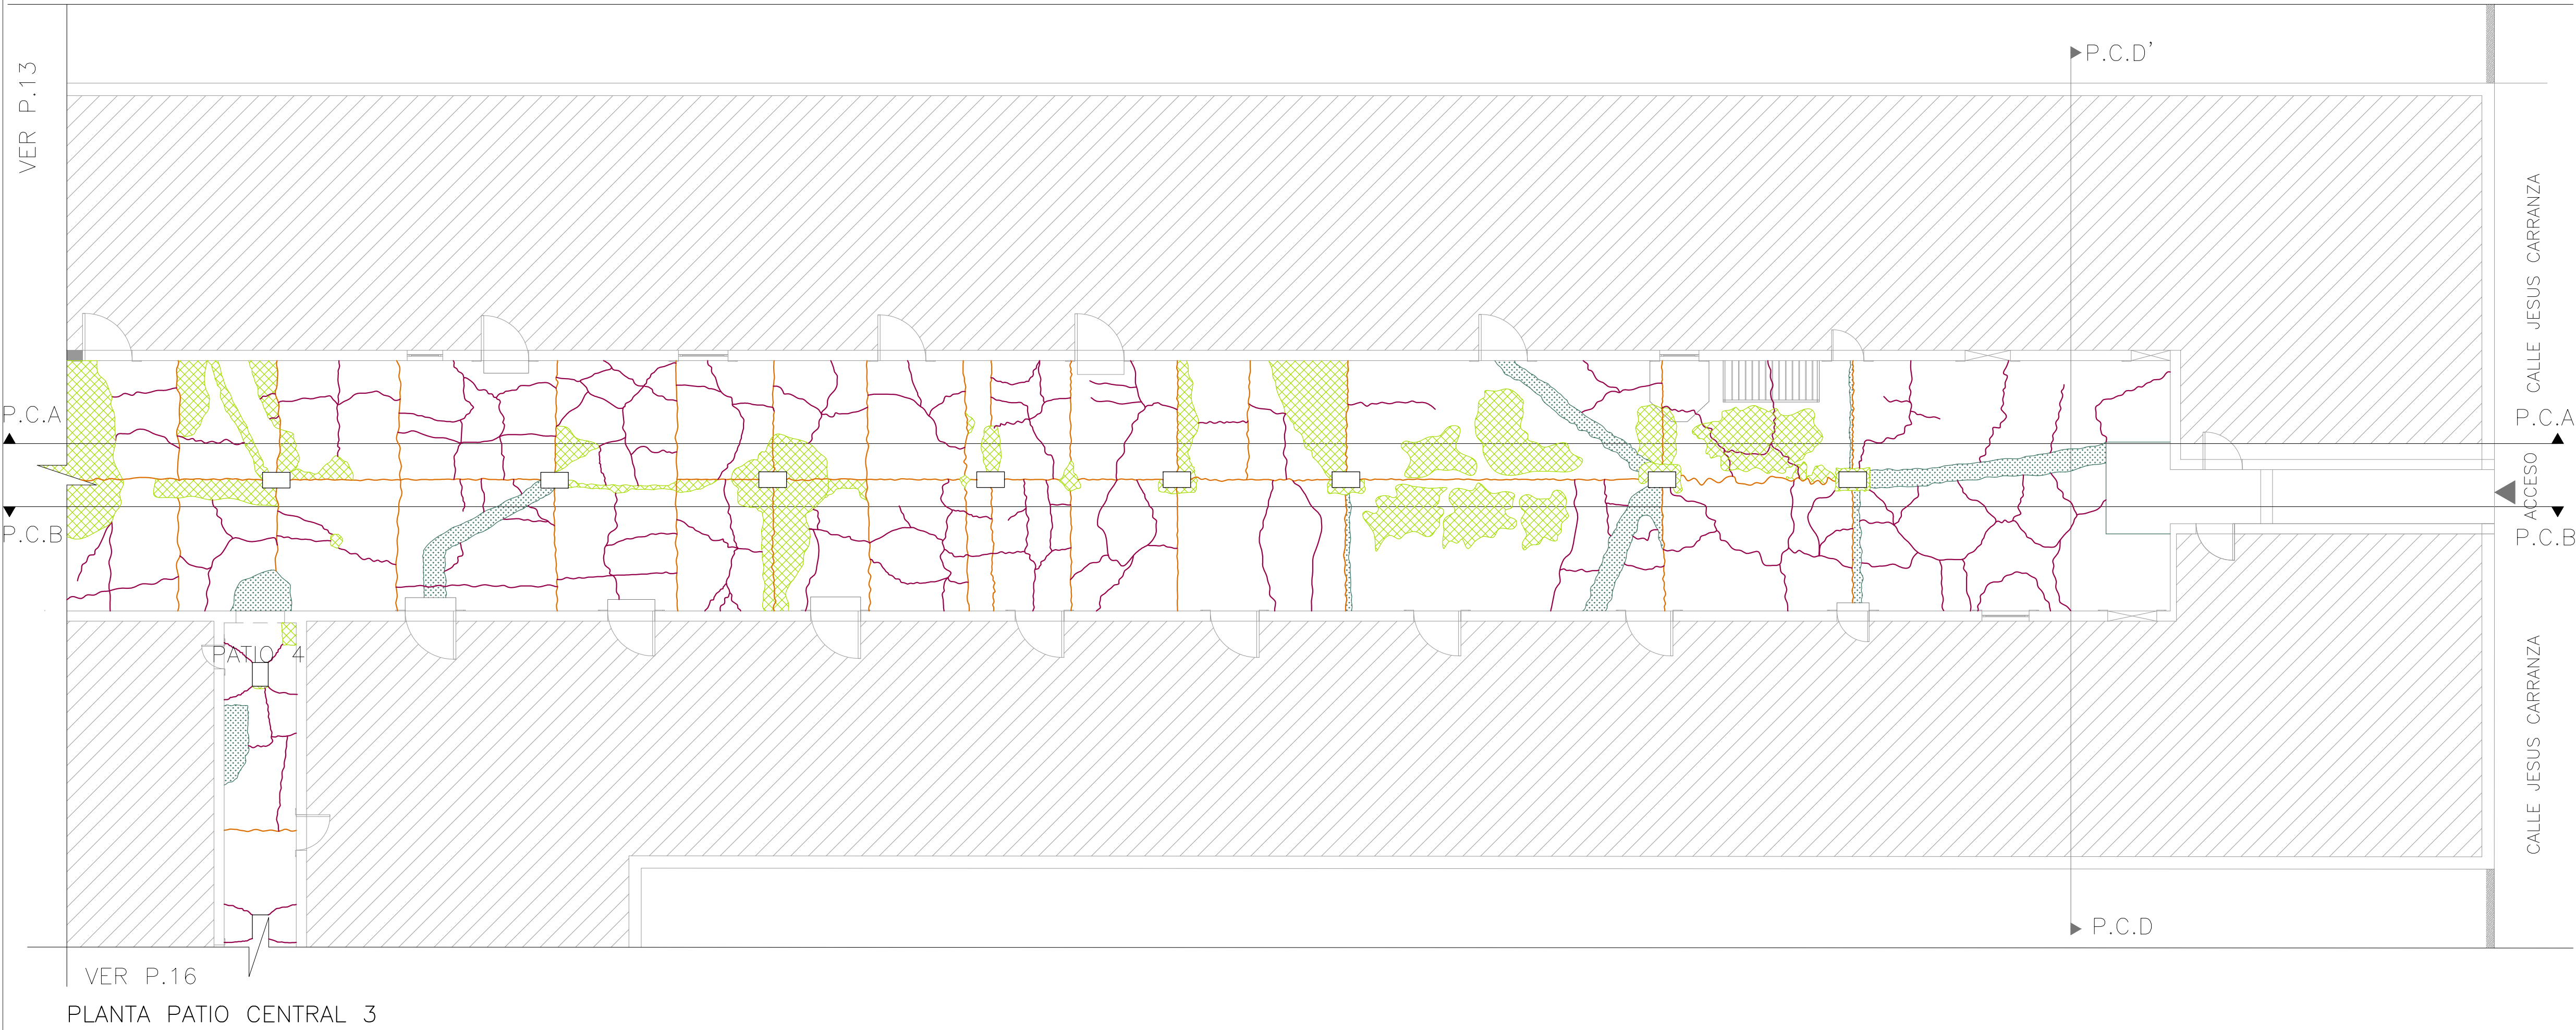 P.C.D'
VER P.13
CALLE JESUS CARRANZA
P.C.A
P.C.A
ACCESO
P.C.B
P.C.B
PATIO 4
CALLE JESUS CARRANZA
P.C.D
VER P.16
PLANTA PATIO CENTRAL 3